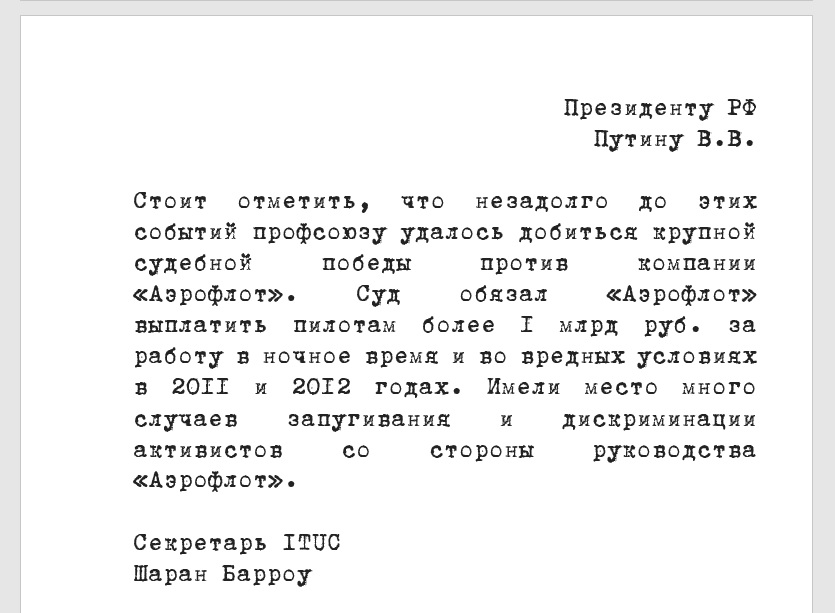 Президенту РФ
Путину В.В.
Стоит отметить, что незадолго до этих
событий профсоюзу удалось добиться крупной
судебной победы против компании
«Аэрофлот». Суд обязал «Аэрофлот»
выплатить пилотам более I млрд руб. за
работу в ночное время и во вредных условиях
в 20II и 20I2 годах. Имели место много
случаев запугивания и дискриминации
активистов со стороны руководства
«Аэрофлот».
Секретарь ITUC
Шаран Барроу